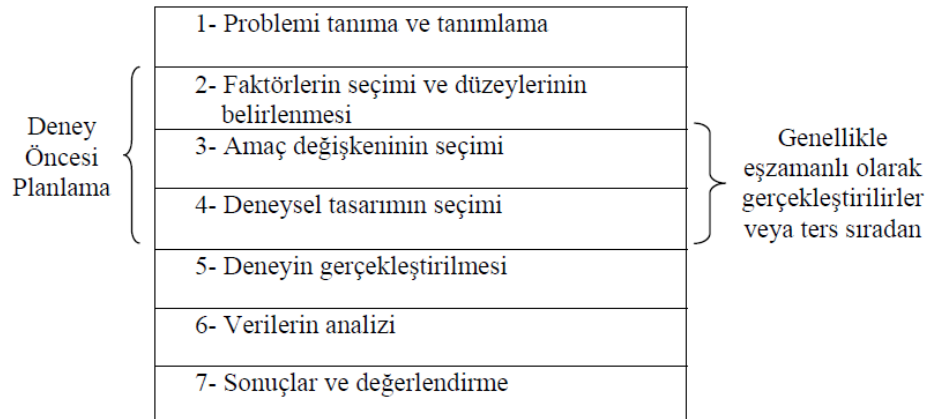 1- Problemi tanıma ve tanımlama
2- Faktörlerin seçimi ve düzeylerinin
belirlenmesi
3- Amaç değişkeninin seçimi
4- Deneysel tasarımın seçimi
5- Deneyin gerçekleştirilmesi
6- Verilerin analizi
7- Sonuçlar ve değerlendirme
Deney
Öncesi
Planlama
Genellikle
eşzamanlı olarak
gerçekleştirilirler
veya ters sıradan